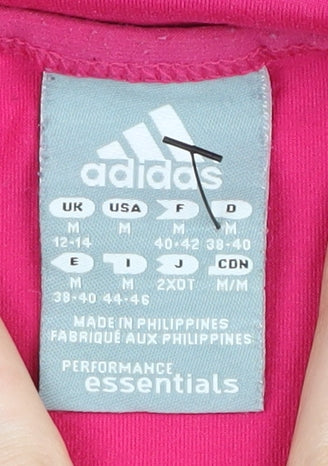 adidas
UK USA F D
M M M M
12-14 40-42 38-40
E I J CDN
M M 2XOT M/M
38-40 44-46
MADE IN PHILIPPINES
FABRIQUÉ AUX PHILIPPINES
PERFORMANCE
essentials